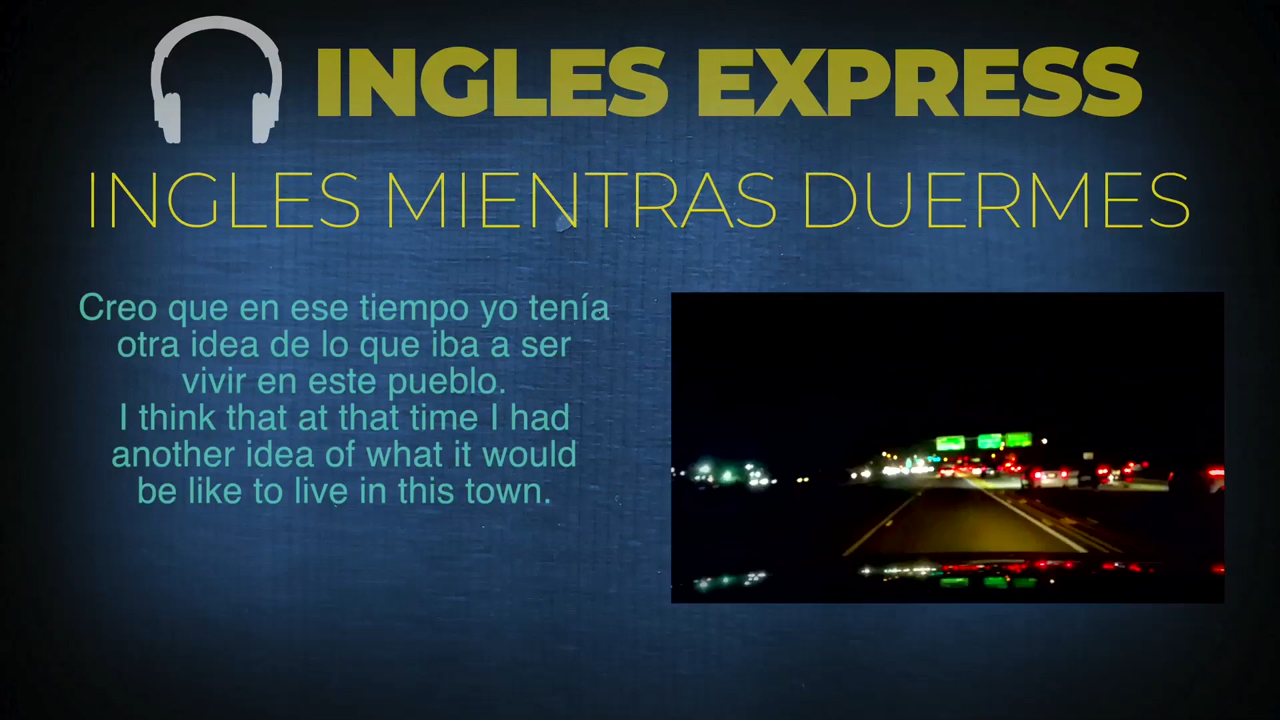 INGLES EXPRESS
INGLES MIENTRAS DUERMES
Creo que en ese tiempo yo tenía
otra idea de lo que iba a ser
vivir en este pueblo.
I think that at that time I had
another idea of what it would
be like to live in this town.